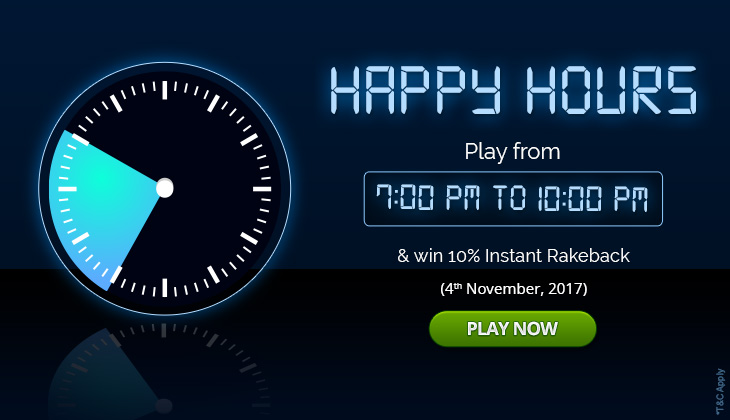 HAPPY HOURS
Play from
7:00 PM TO 10:00 PM
& win 10% Instant Rakeback
(4th November, 2017)
PLAY NOW
*T&C Apply